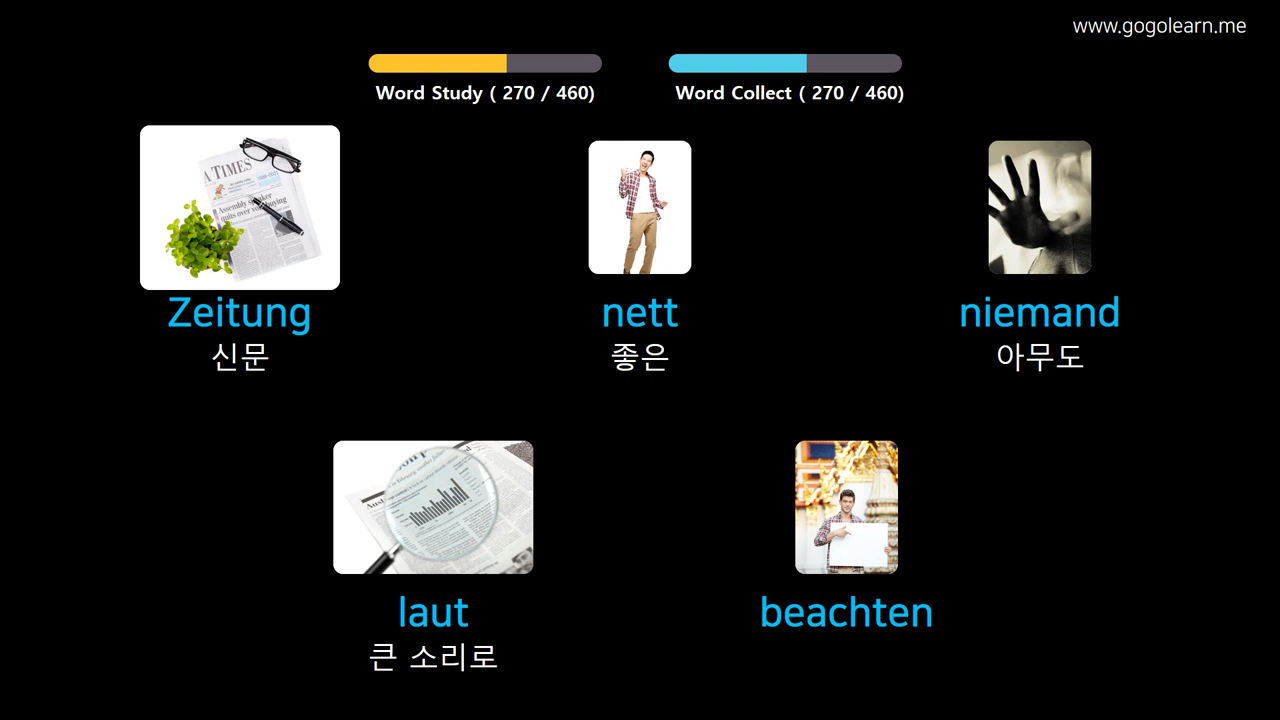 www.gogolearn.me
Word Study ( 270 / 460)
Word Collect ( 270 / 460)
A TIMES
Zeitung
신문
nett
좋은
niemand
아무도
laut
큰 소리로
beachten